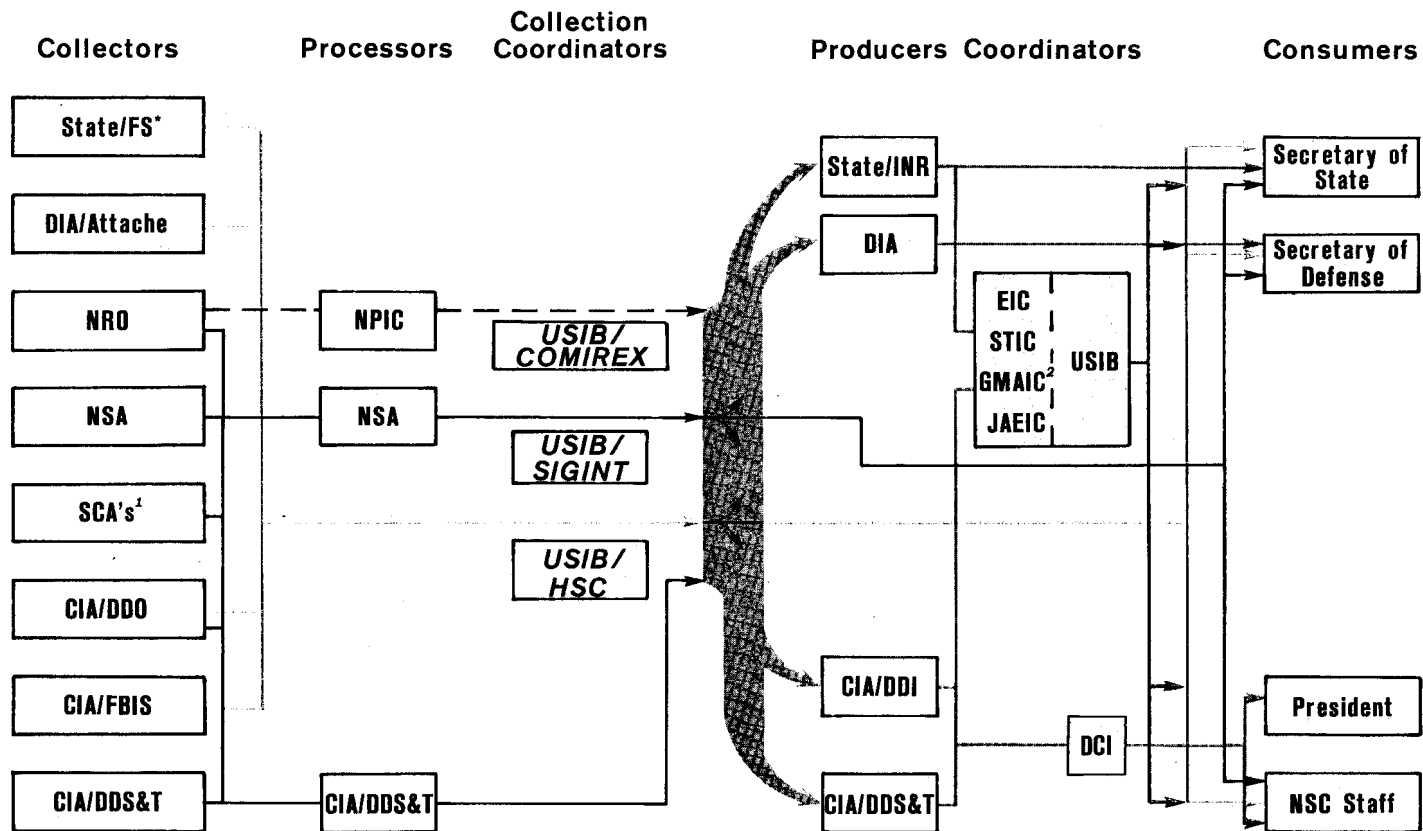 Collection
Collectors Processors Coordinators Producers Coordinators Consumers
State/FS*
DIA/Attache
NRO
NSA
SCA's¹
CIA/DDO
CIA/FBIS
CIA/DDS&T
NPIC
NSA
CIA/DDS&T
USIB/
COMIREX
USIB/
SIGINT
USIB/
HSC
State/INR
DIA
CIA/DDI
CIA/DDS&T
EIC
STIC
GMAIC²
JAEIC
USIB
DCI
Secretary of
State
Secretary of
Defense
President
NSC Staff